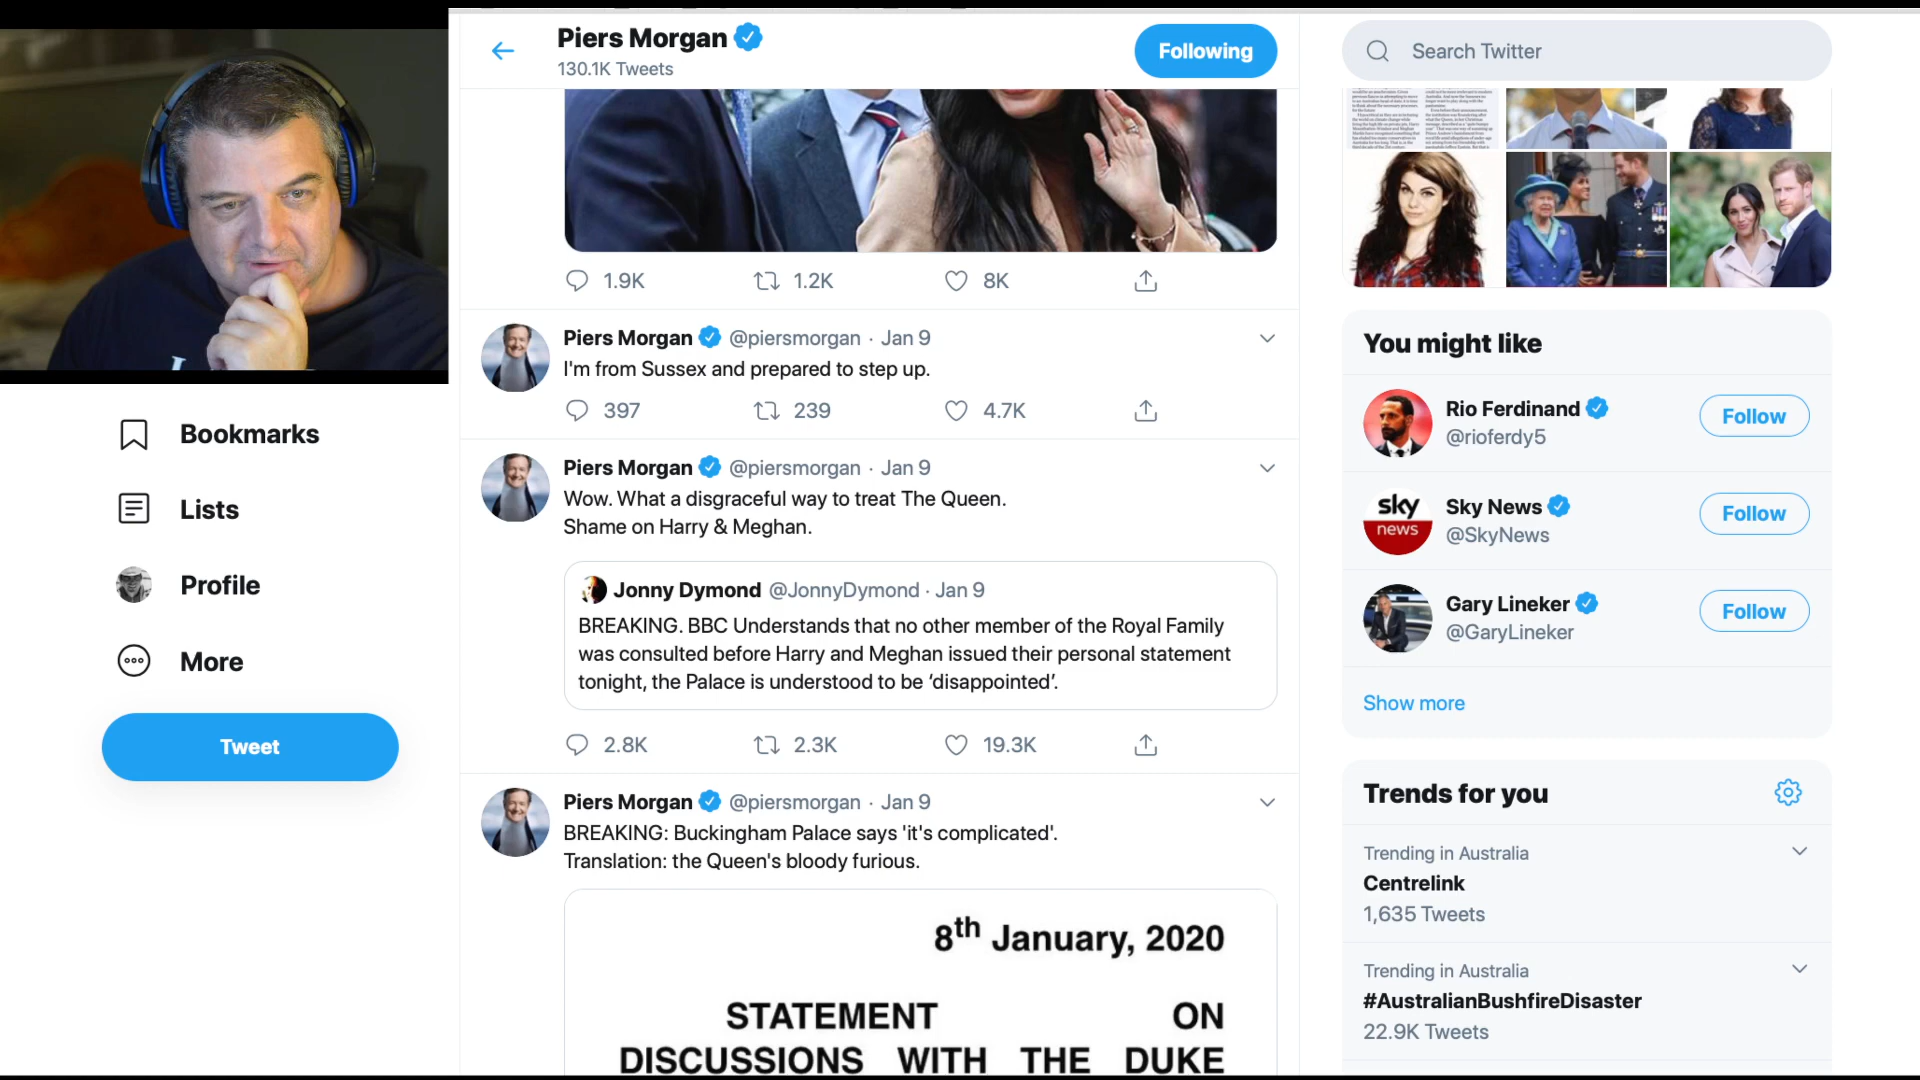 Piers Morgan
130.1K Tweets
Following
Search Twitter
1.9K 1.2K 8K
Piers Morgan @piersmorgan · Jan 9
I'm from Sussex and prepared to step up.
397 239 4.7K
Piers Morgan @piersmorgan · Jan 9
Wow. What a disgraceful way to treat The Queen.
Shame on Harry & Meghan.
Jonny Dymond @JonnyDymond · Jan 9
BREAKING. BBC Understands that no other member of the Royal Family
was consulted before Harry and Meghan issued their personal statement
tonight, the Palace is understood to be ‘disappointed’.
2.8K 2.3K 19.3K
Piers Morgan @piersmorgan · Jan 9
BREAKING: Buckingham Palace says 'it's complicated'.
Translation: the Queen's bloody furious.
8th January, 2020
STATEMENT ON
DISCUSSIONS WITH THE DUKE
Bookmarks
Lists
Profile
More
Tweet
You might like
Rio Ferdinand
@rioferdy5
Follow
sky
news
Sky News
@SkyNews
Follow
Gary Lineker
@GaryLineker
Follow
Show more
Trends for you
Trending in Australia
Centrelink
1,635 Tweets
Trending in Australia
#AustralianBushfireDisaster
22.9K Tweets